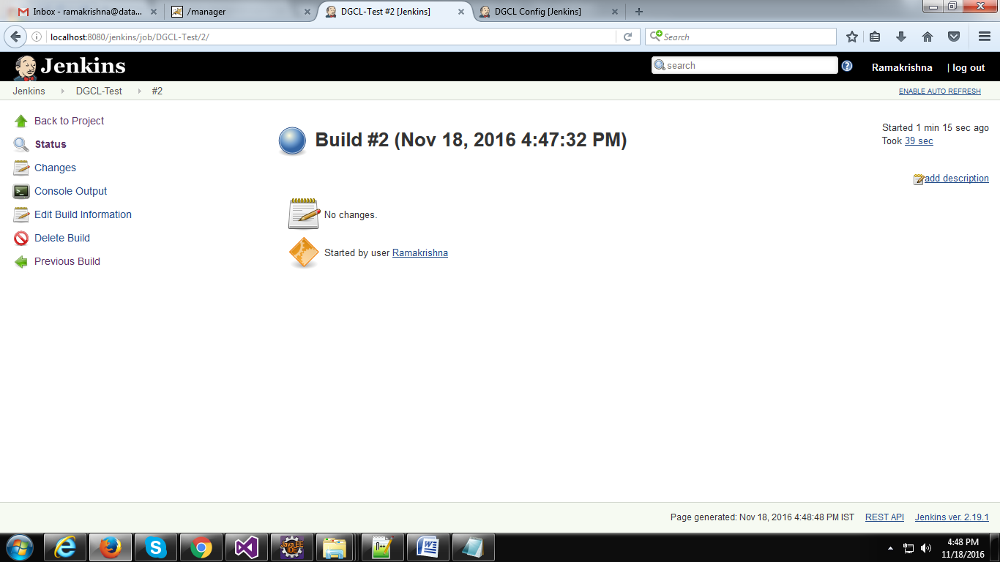 Inbox - ramakrishna@data...
/manager
DGCL-Test #2 [Jenkins]
DGCL Config [Jenkins]
localhost:8080/jenkins/job/DGCL-Test/2/
Search
Jenkins
search
Ramakrishna
| log out
Jenkins
DGCL-Test
#2
ENABLE AUTO REFRESH
Back to Project
Status
Changes
Console Output
Edit Build Information
Delete Build
Previous Build
Build #2 (Nov 18, 2016 4:47:32 PM)
Started 1 min 15 sec ago
Took 39 sec
add description
No changes.
Started by user Ramakrishna
Page generated: Nov 18, 2016 4:48:48 PM IST
REST API
Jenkins ver. 2.19.1
Java EE
IDE
4:48 PM
11/18/2016